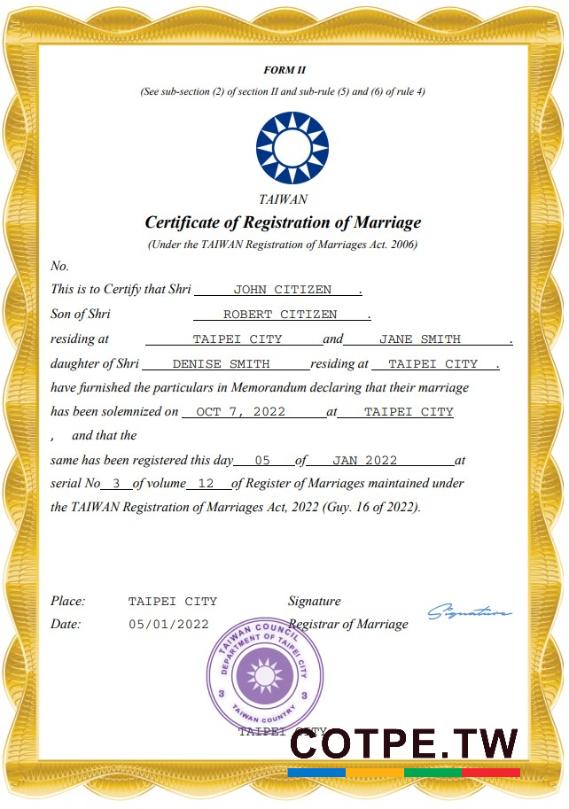 FORM II
(See sub-section (2) of section II and sub-rule (5) and (6) of rule 4)
TAIWAN
Certificate of Registration of Marriage
(Under the TAIWAN Registration of Marriages Act. 2006)
No.
This is to Certify that Shri JOHN CITIZEN .
Son of Shri ROBERT CITIZEN .
residing at TAIPEI CITY and JANE SMITH .
daughter of Shri DENISE SMITH residing at TAIPEI CITY .
have furnished the particulars in Memorandum declaring that their marriage
has been solemnized on OCT 7, 2022 at TAIPEI CITY
, and that the
same has been registered this day 05 of JAN 2022 at
serial No 3 of volume 12 of Register of Marriages maintained under
the TAIWAN Registration of Marriages Act, 2022 (Guy. 16 of 2022).
Place: TAIPEI CITY Signature
Signature
Date: 05/01/2022 Registrar of Marriage
TAIWAN COUNCIL
DEPARTMENT OF TAIPEI CITY
3 3
TAIWAN COUNTRY
TAIPEI CITY
COTPE.TW